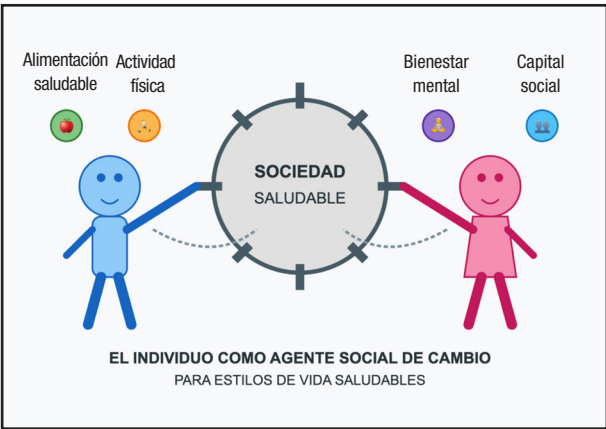 Alimentación
saludable
Actividad
física
Bienestar
mental
Capital
social
SOCIEDAD
SALUDABLE
EL INDIVIDUO COMO AGENTE SOCIAL DE CAMBIO
PARA ESTILOS DE VIDA SALUDABLES